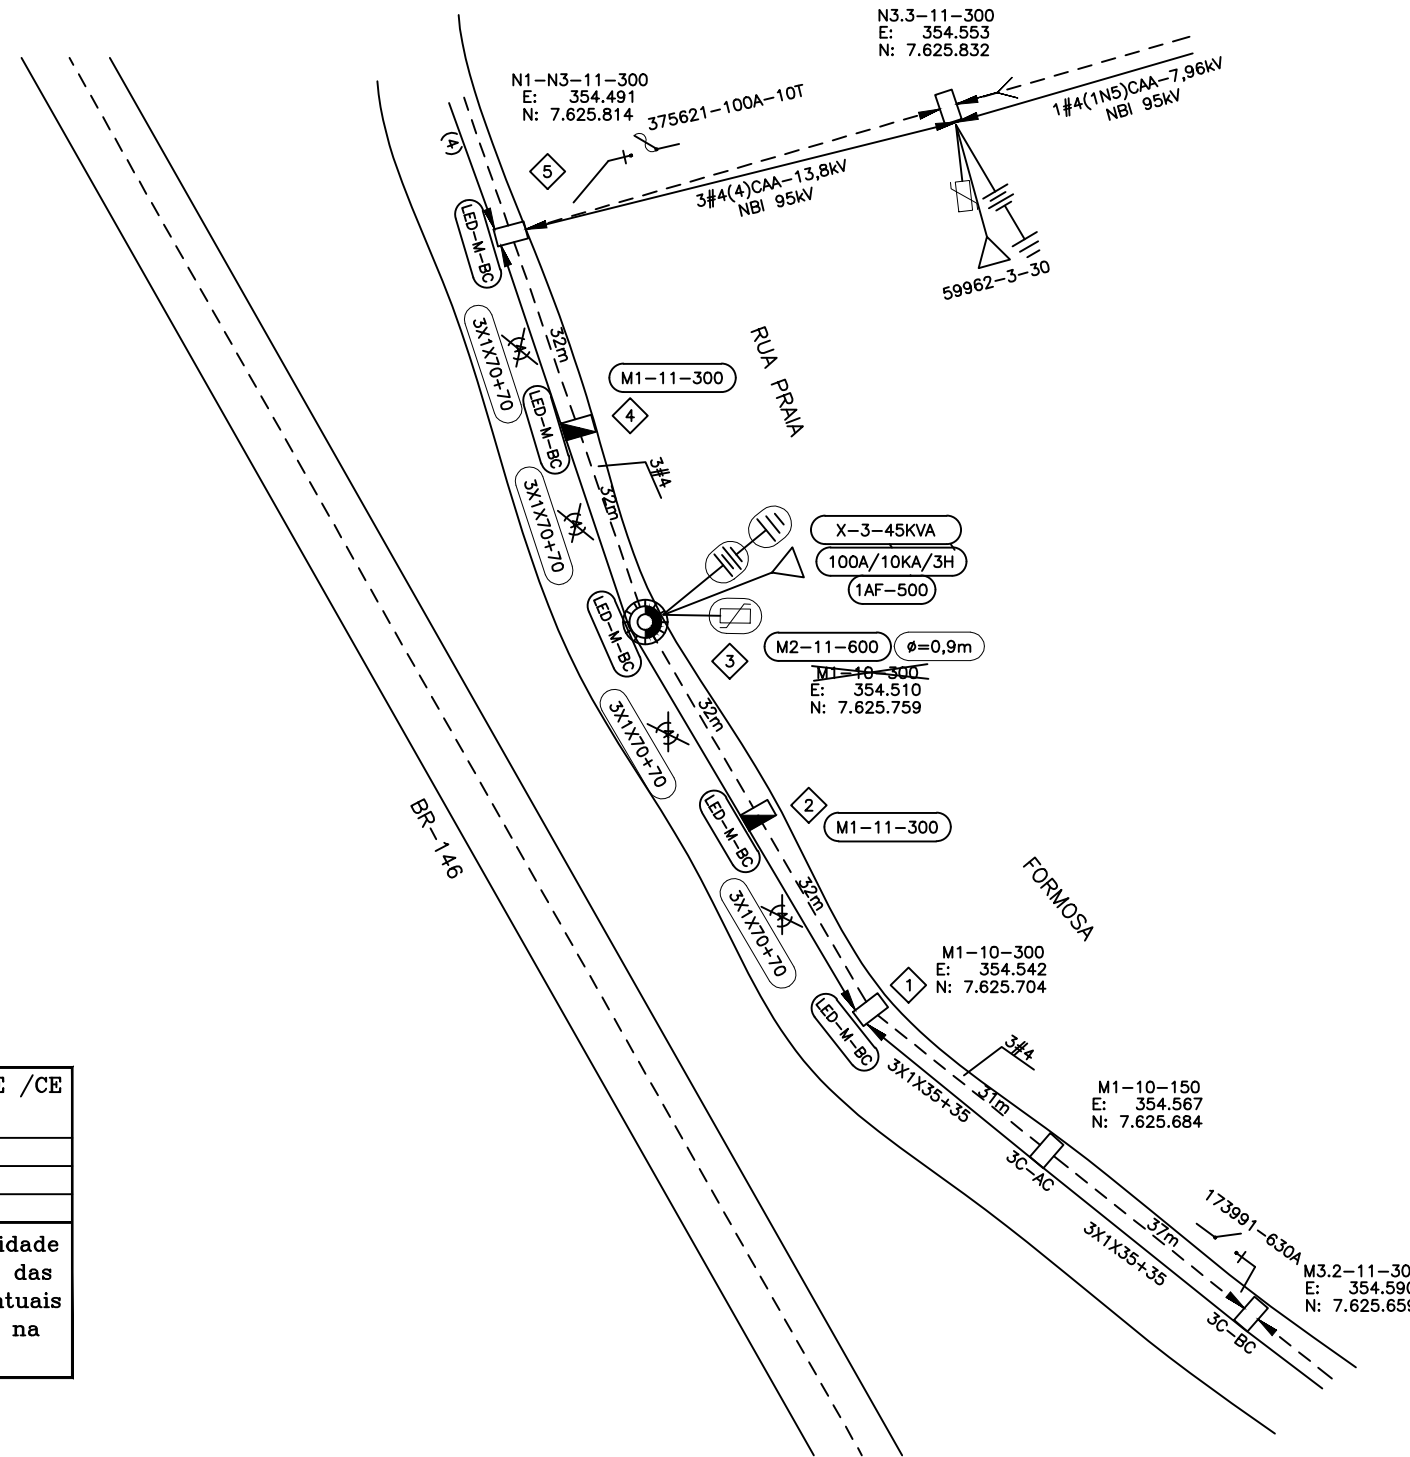 N3.3-11-300
E: 354.553
N: 7.625.832
N1-N3-11-300
E: 354.491
N: 7.625.814
375621-100A-10T
1#4(1N5)CAA-7,96kV
NBI 95kV
(4)
5
3#4(4)CAA-13,8kV
NBI 95kV
LED-M-BC
59962-3-30
3X1X70+70
32m
RUA PRAIA
M1-11-300
4
LED-M-BC
3#4
3X1X70+70
32m
X-3-45KVA
100A/10KA/3H
1AF-500
LED-M-BC
3
M2-11-600
ø=0,9m
M1-10-300
E: 354.510
N: 7.625.759
3X1X70+70
32m
BR-146
LED-M-BC
2
M1-11-300
3X1X70+70
32m
FORMOSA
M1-10-300
E: 354.542
N: 7.625.704
1
LED-M-BC
3#4
3X1X35+35
31m
M1-10-150
E: 354.567
N: 7.625.684
3C-AC
173991-630A
37m
3X1X35+35
M3.2-11-30
E: 354.590
N: 7.625.659
3C-BC
/CE
idade
das
ntuais
na